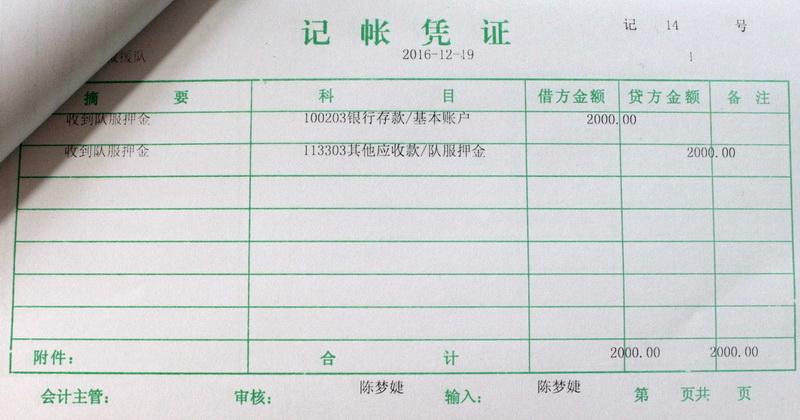 记帐凭证
记 14 号
援队 2016-12-19 1
摘要 科目 借方金额 贷方金额 备注
收到队服押金 100203银行存款/基本账户 2000.00
收到队服押金 113303其他应收款/队服押金 2000.00
附件: 合计 2000.00 2000.00
会计主管: 审核: 陈梦婕 输入: 陈梦婕 第 页共 页